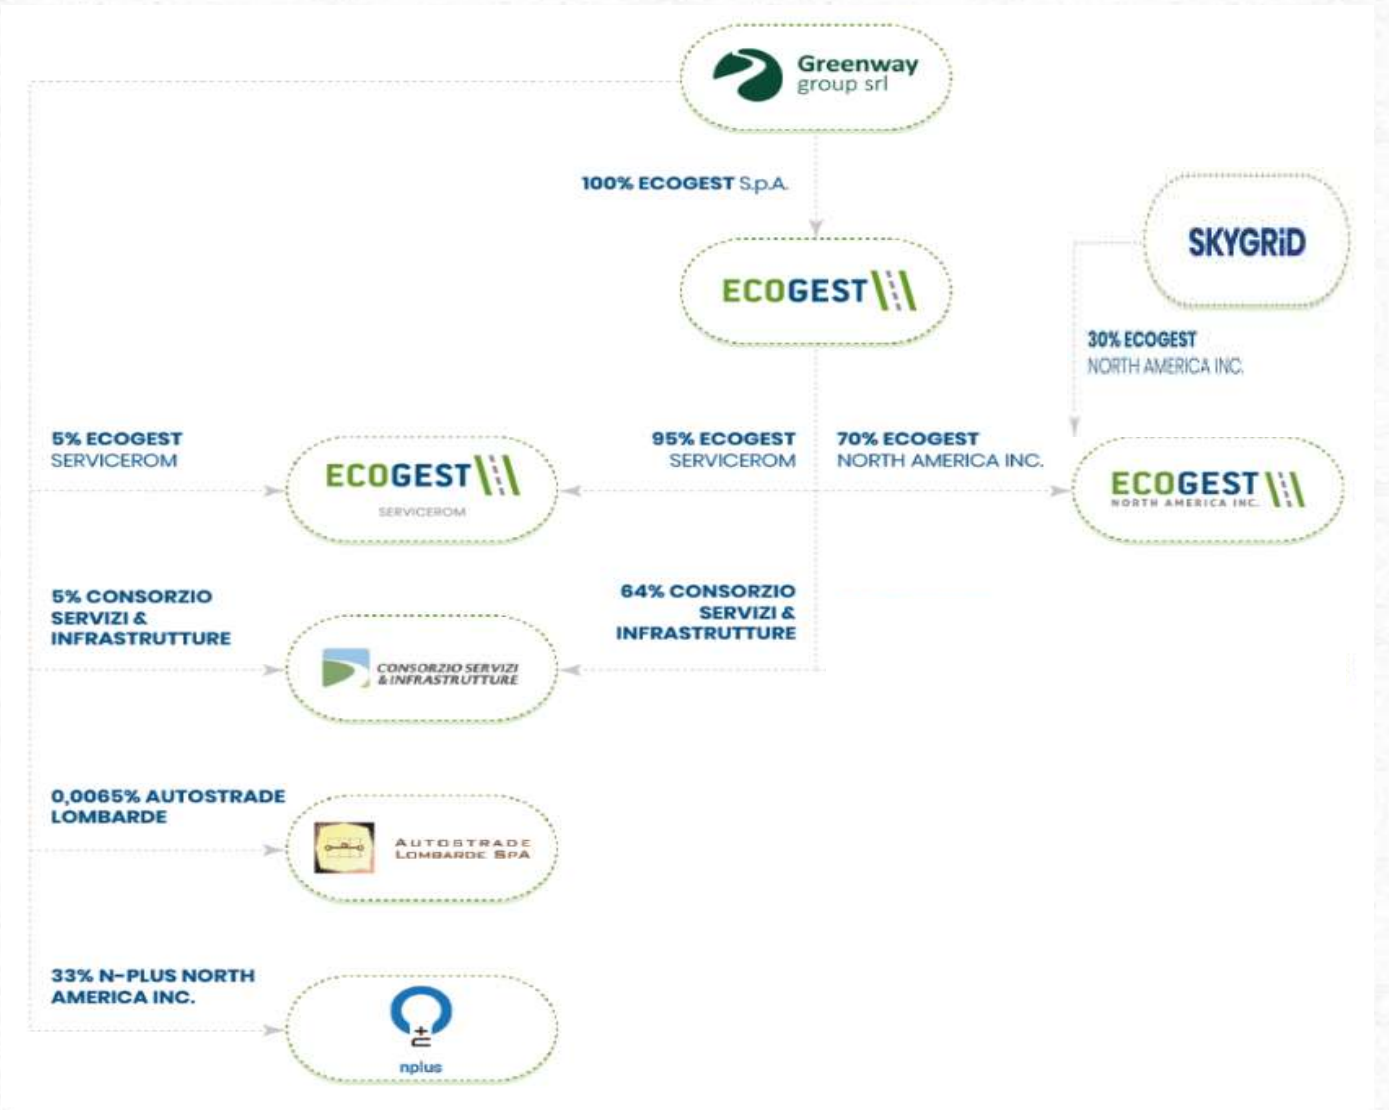 Greenway
group srl
100% ECOGEST S.p.A.
ECOGEST
SKYGRiD
30% ECOGEST
NORTH AMERICA INC.
5% ECOGEST
SERVICEROM
ECOGEST
SERVICEROM
95% ECOGEST
SERVICEROM
70% ECOGEST
NORTH AMERICA INC.
ECOGEST
NORTH AMERICA INC.
5% CONSORZIO
SERVIZI &
INFRASTRUTTURE
CONSORZIO SERVIZI
& INFRASTRUTTURE
64% CONSORZIO
SERVIZI &
INFRASTRUTTURE
0,0065% AUTOSTRADE
LOMBARDE
AUTOSTRADE
LOMBARDE SPA
33% N-PLUS NORTH
AMERICA INC.
n+
nplus